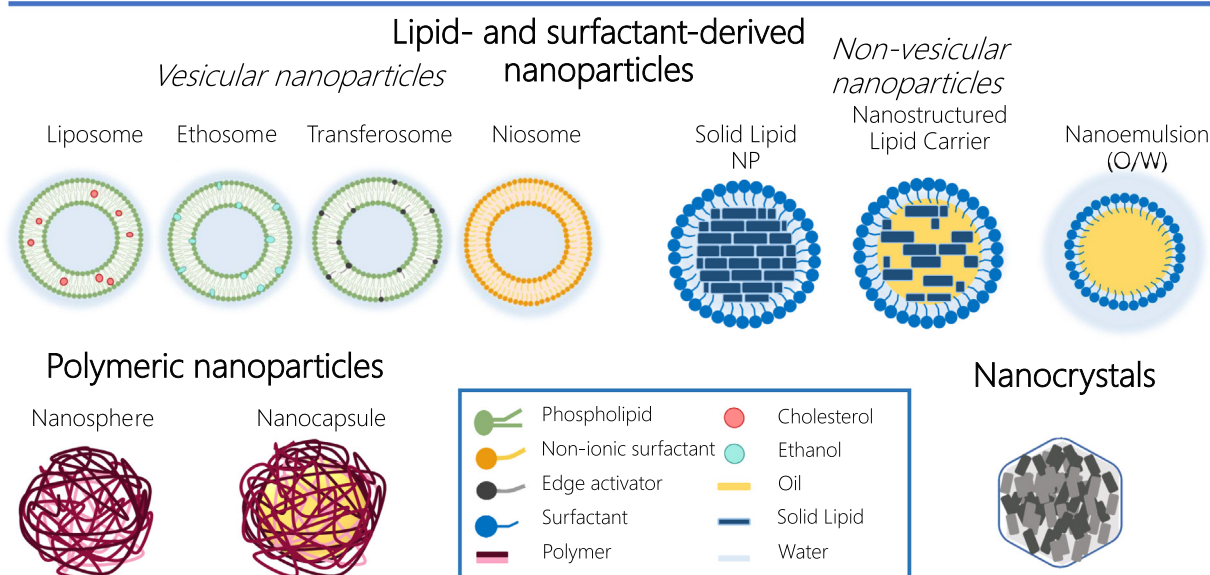 Lipid- and surfactant-derived
nanoparticles
Vesicular nanoparticles
Non-vesicular
nanoparticles
Liposome
Ethosome
Transferosome
Niosome
Solid Lipid
NP
Nanostructured
Lipid Carrier
Nanoemulsion
(O/W)
Polymeric nanoparticles
Nanosphere
Nanocapsule
Nanocrystals
Phospholipid
Non-ionic surfactant
Edge activator
Surfactant
Polymer
Cholesterol
Ethanol
Oil
Solid Lipid
Water